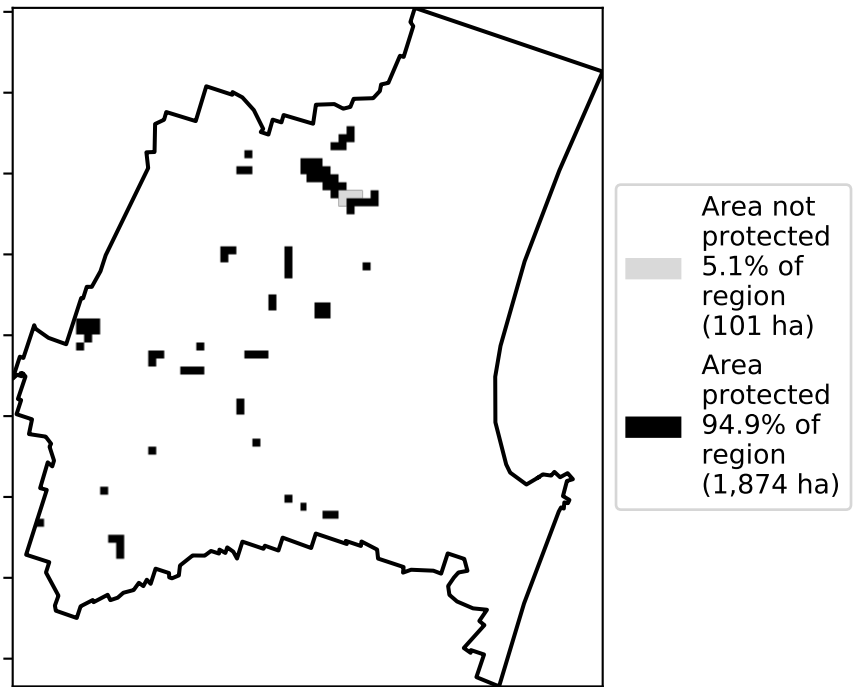 Area not
protected
5.1% of
region
(101 ha)
Area
protected
94.9% of
region
(1,874 ha)